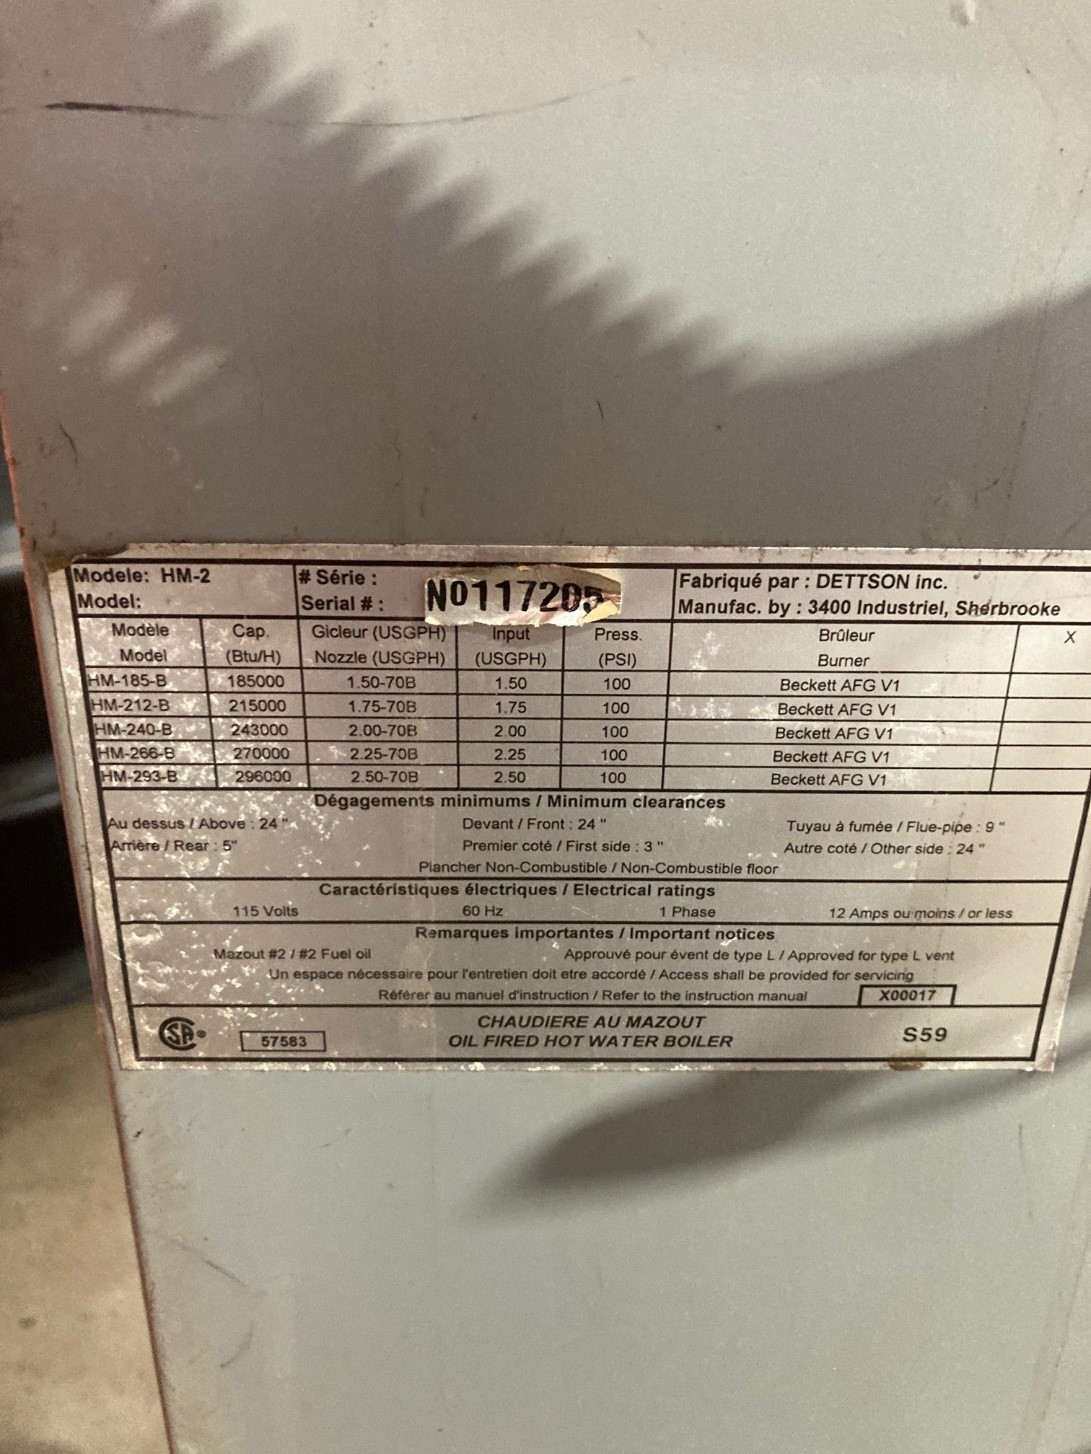 Modele: HM-2 # Série : Fabriqué par : DETTSON inc.
Model: Serial # : NO117205 Manufac. by : 3400 Industriel, Sherbrooke
Modèle Cap. Gicleur (USGPH) Input Press. Brûleur X
Model (Btu/H) Nozzle (USGPH) (USGPH) (PSI) Burner
HM-185-B 185000 1.50-70B 1.50 100 Beckett AFG V1
HM-212-B 215000 1.75-70B 1.75 100 Beckett AFG V1
HM-240-B 243000 2.00-70B 2.00 100 Beckett AFG V1
HM-266-B 270000 2.25-70B 2.25 100 Beckett AFG V1
HM-293-B 296000 2.50-70B 2.50 100 Beckett AFG V1
Dégagements minimums / Minimum clearances
Au dessus / Above : 24 " Devant / Front : 24 " Tuyau à fumée / Flue-pipe : 9 "
Arrière / Rear : 5" Premier coté / First side : 3 " Autre coté / Other side : 24 "
Plancher Non-Combustible / Non-Combustible floor
Caractéristiques électriques / Electrical ratings
115 Volts 60 Hz 1 Phase 12 Amps ou moins / or less
Remarques importantes / Important notices
Mazout #2 / #2 Fuel oil Approuvé pour évent de type L / Approved for type L vent
Un espace nécessaire pour l'entretien doit etre accordé / Access shall be provided for servicing
Référer au manuel d'instruction / Refer to the instruction manual X00017
CHAUDIERE AU MAZOUT
SA 57583 OIL FIRED HOT WATER BOILER S59